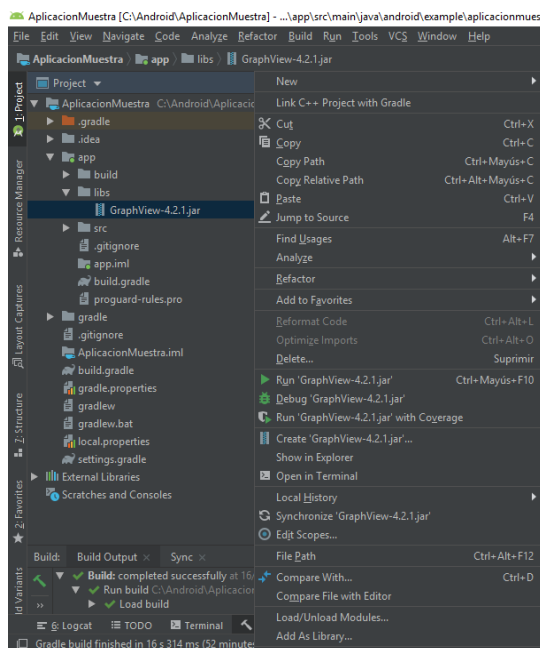 AplicacionMuestra [C:\Android\AplicacionMuestra] - ...\app\src\main\java\android\example\aplicacionmues
File Edit View Navigate Code Analyze Refactor Build Run Tools VCS Window Help
AplicacionMuestra app libs GraphView-4.2.1.jar
1: Project
Resource Manager
Layout Captures
7: Structure
2: Favorites
ld Variants
Project
AplicacionMuestra C:\Android\Aplicacio
.gradle
.idea
app
build
libs
GraphView-4.2.1.jar
src
.gitignore
app.iml
build.gradle
proguard-rules.pro
gradle
.gitignore
AplicacionMuestra.iml
build.gradle
gradle.properties
gradlew
gradlew.bat
local.properties
settings.gradle
External Libraries
Scratches and Consoles
New
Link C++ Project with Gradle
Cut Ctrl+X
Copy Ctrl+C
Copy Path Ctrl+Mayús+C
Copy Relative Path Ctrl+Alt+Mayús+C
Paste Ctrl+V
Jump to Source F4
Find Usages Alt+F7
Analyze
Refactor
Add to Favorites
Reformat Code Ctrl+Alt+L
Optimize Imports Ctrl+Alt+O
Delete... Suprimir
Run 'GraphView-4.2.1.jar' Ctrl+Mayús+F10
Debug 'GraphView-4.2.1.jar'
Run 'GraphView-4.2.1.jar' with Coverage
Create 'GraphView-4.2.1.jar'...
Show in Explorer
Open in Terminal
Local History
Synchronize 'GraphView-4.2.1.jar'
Edit Scopes...
File Path Ctrl+Alt+F12
Compare With... Ctrl+D
Compare File with Editor
Load/Unload Modules...
Add As Library...
Build: Build Output × Sync ×
Build: completed successfully at 16/
Run build C:\Android\Aplicacion
Load build
6: Logcat TODO Terminal
Gradle build finished in 16 s 314 ms (52 minute